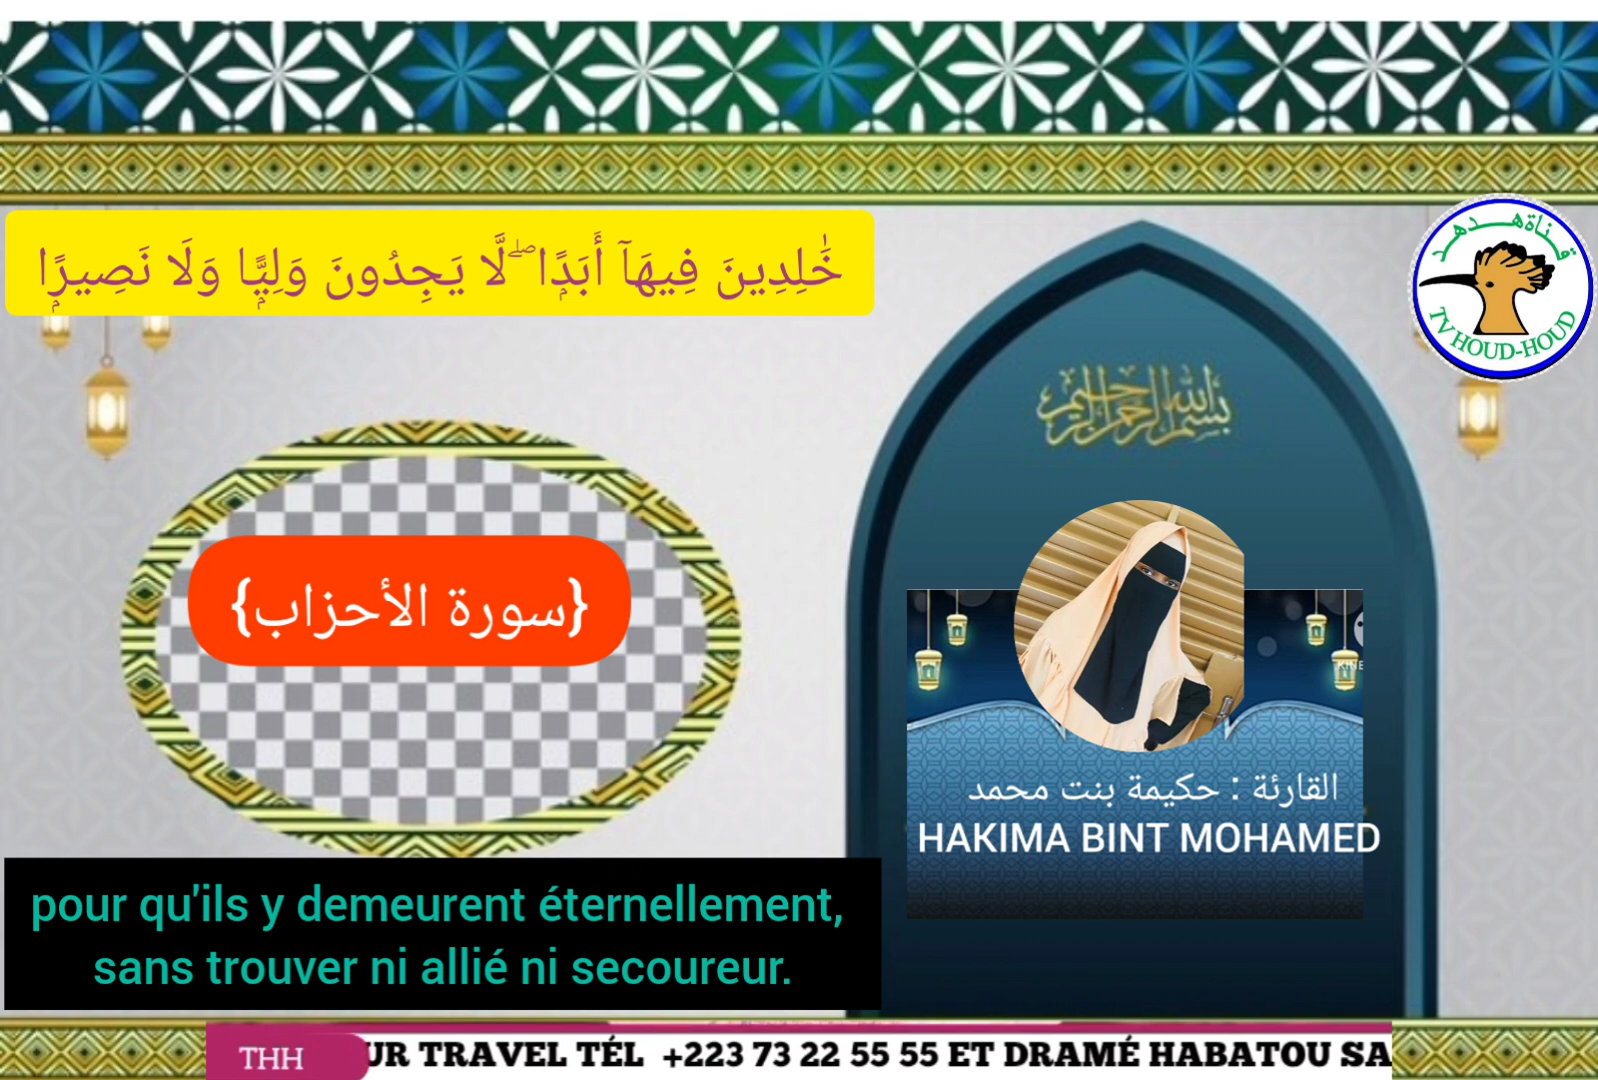 خَٰلِدِينَ فِيهَآ أَبَدٗاۖ لَّا يَجِدُونَ وَلِيّٗا وَلَا نَصِيرٗا
قناة هدهد
TV HOUD-HOUD
بسم الله الرحمن الرحيم
{سورة الأحزاب}
القارئة : حكيمة بنت محمد
HAKIMA BINT MOHAMED
pour qu'ils y demeurent éternellement,
sans trouver ni allié ni secoureur.
THH
UR TRAVEL TÉL +223 73 22 55 55 ET DRAMÉ HABATOU SA